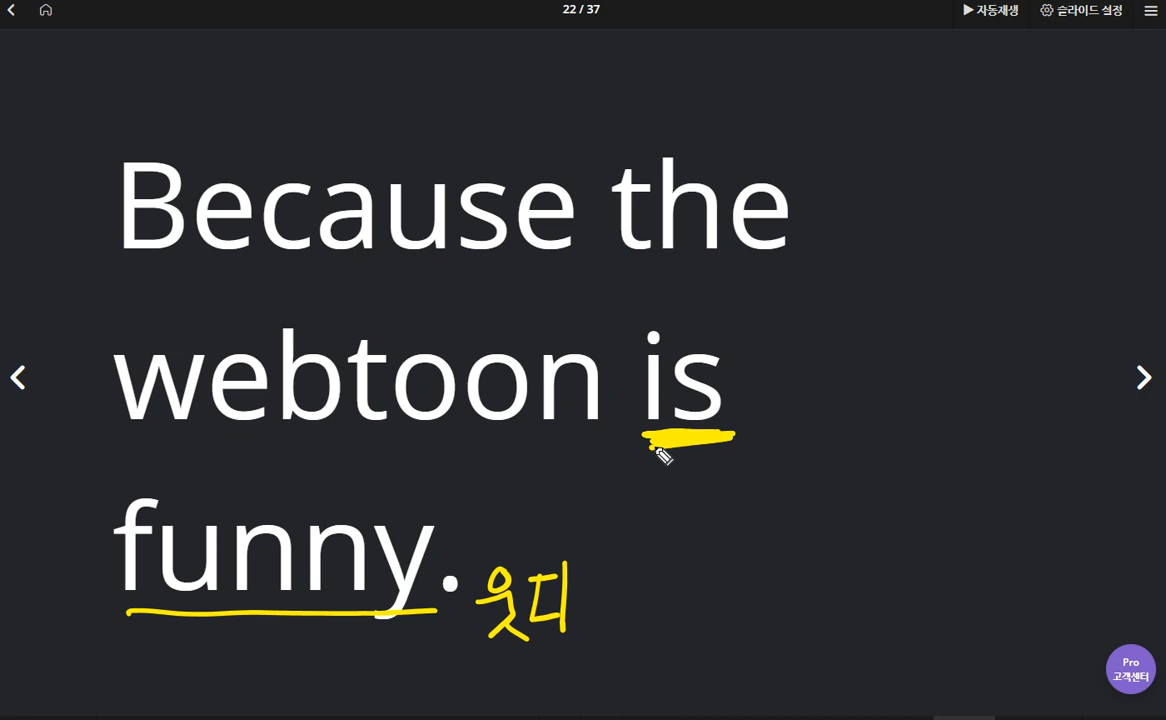 22 / 37
▶ 자동재생
슬라이드 설정
Because the
webtoon is
funny.
웃대
Pro
고객센터